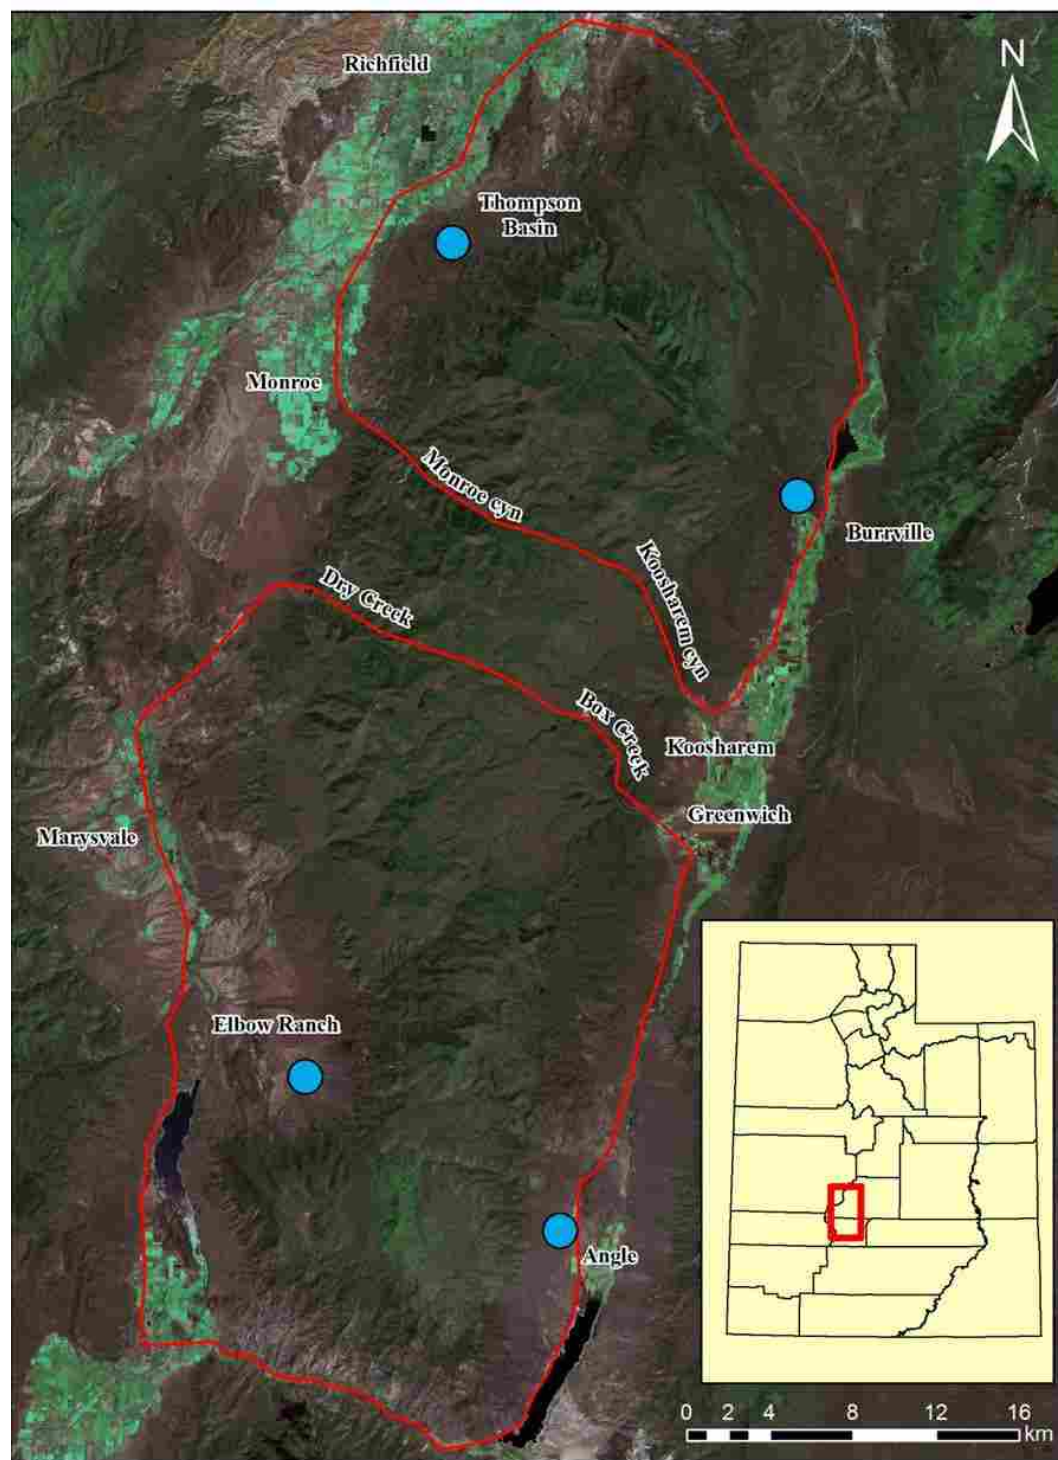 N
Richfield
Thompson
Basin
Monroe
Monroe cyn
Koosharem cyn
Burrville
Dry Creek
Box Creek
Koosharem
Greenwich
Marysvale
Elbow Ranch
Angle
0 2 4 8 12 16
km